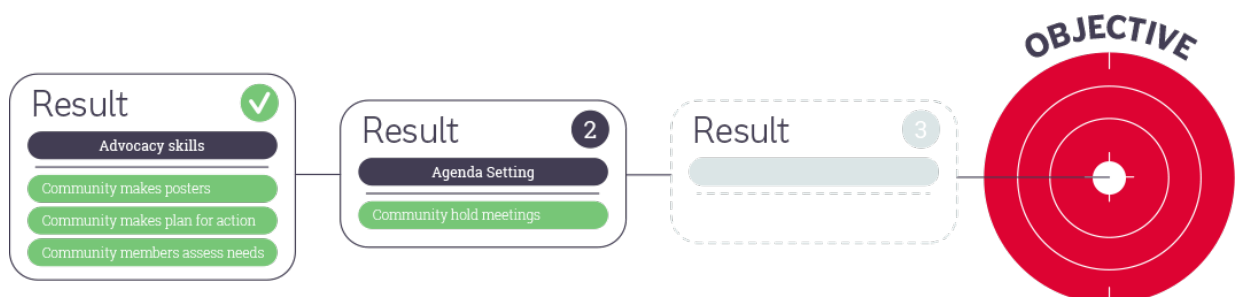 OBJECTIVE
Result
Advocacy skills
Community makes posters
Community makes plan for action
Community members assess needs
Result
2
Agenda Setting
Community hold meetings
Result
3